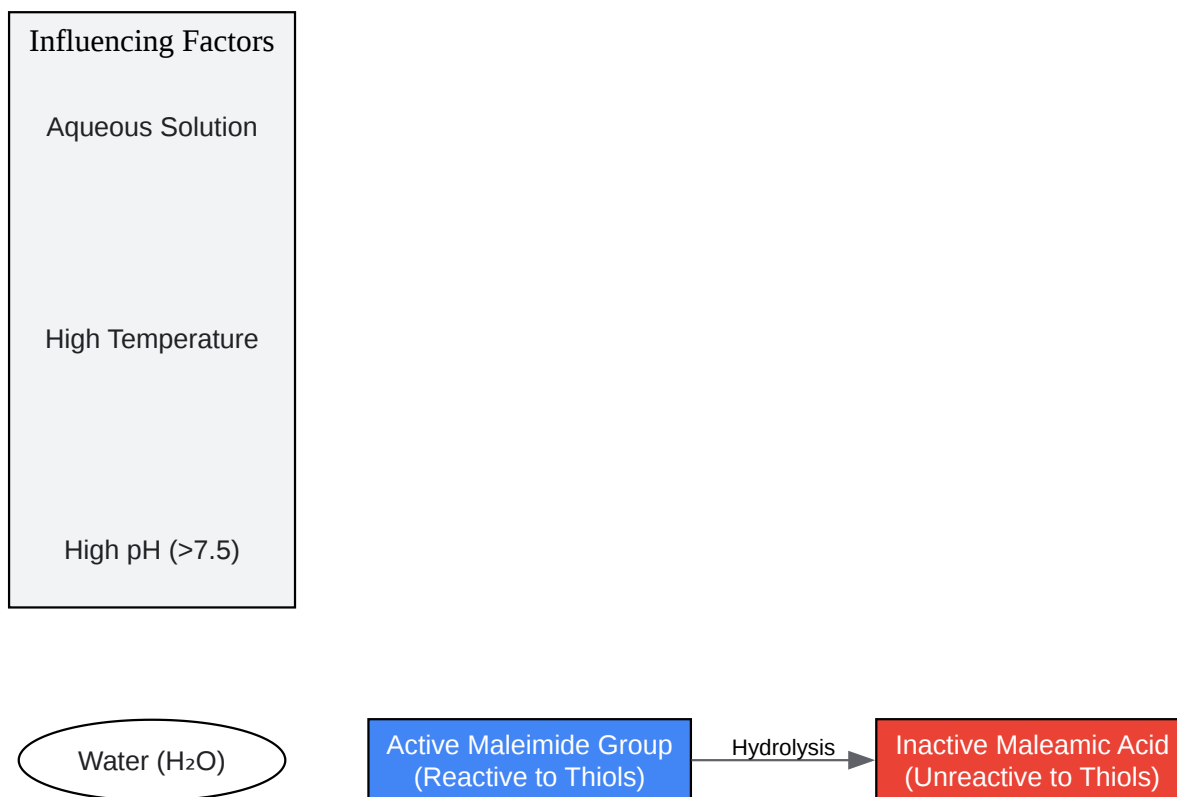 Influencing Factors
Aqueous Solution
High Temperature
High pH (>7.5)
Water (H₂O)
Active Maleimide Group
(Reactive to Thiols)
Hydrolysis
Inactive Maleamic Acid
(Unreactive to Thiols)